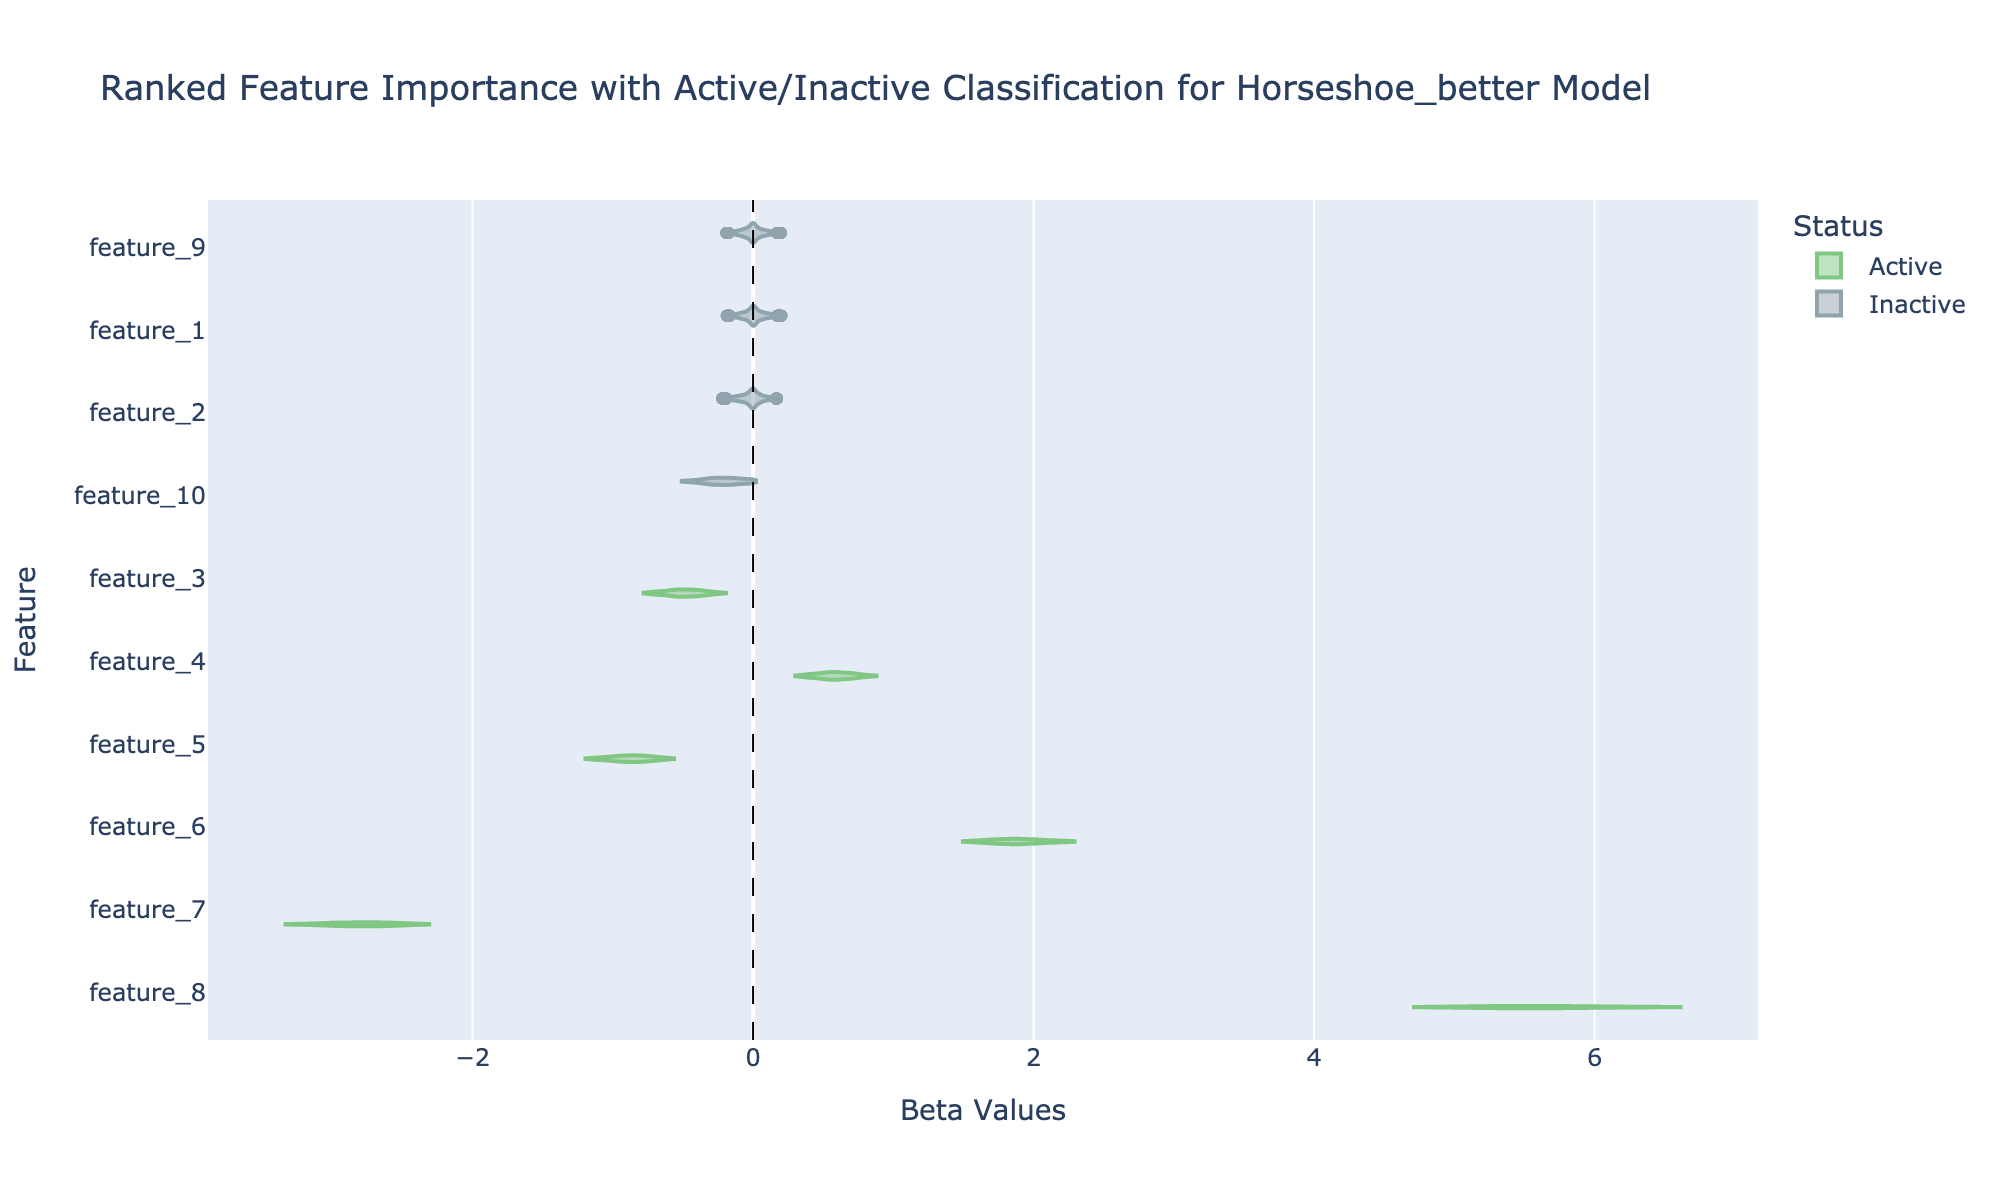 Ranked Feature Importance with Active/Inactive Classification for Horseshoe_better Model
Status
Active
Inactive
Feature
feature_9
feature_1
feature_2
feature_10
feature_3
feature_4
feature_5
feature_6
feature_7
feature_8
−2 0 2 4 6
Beta Values